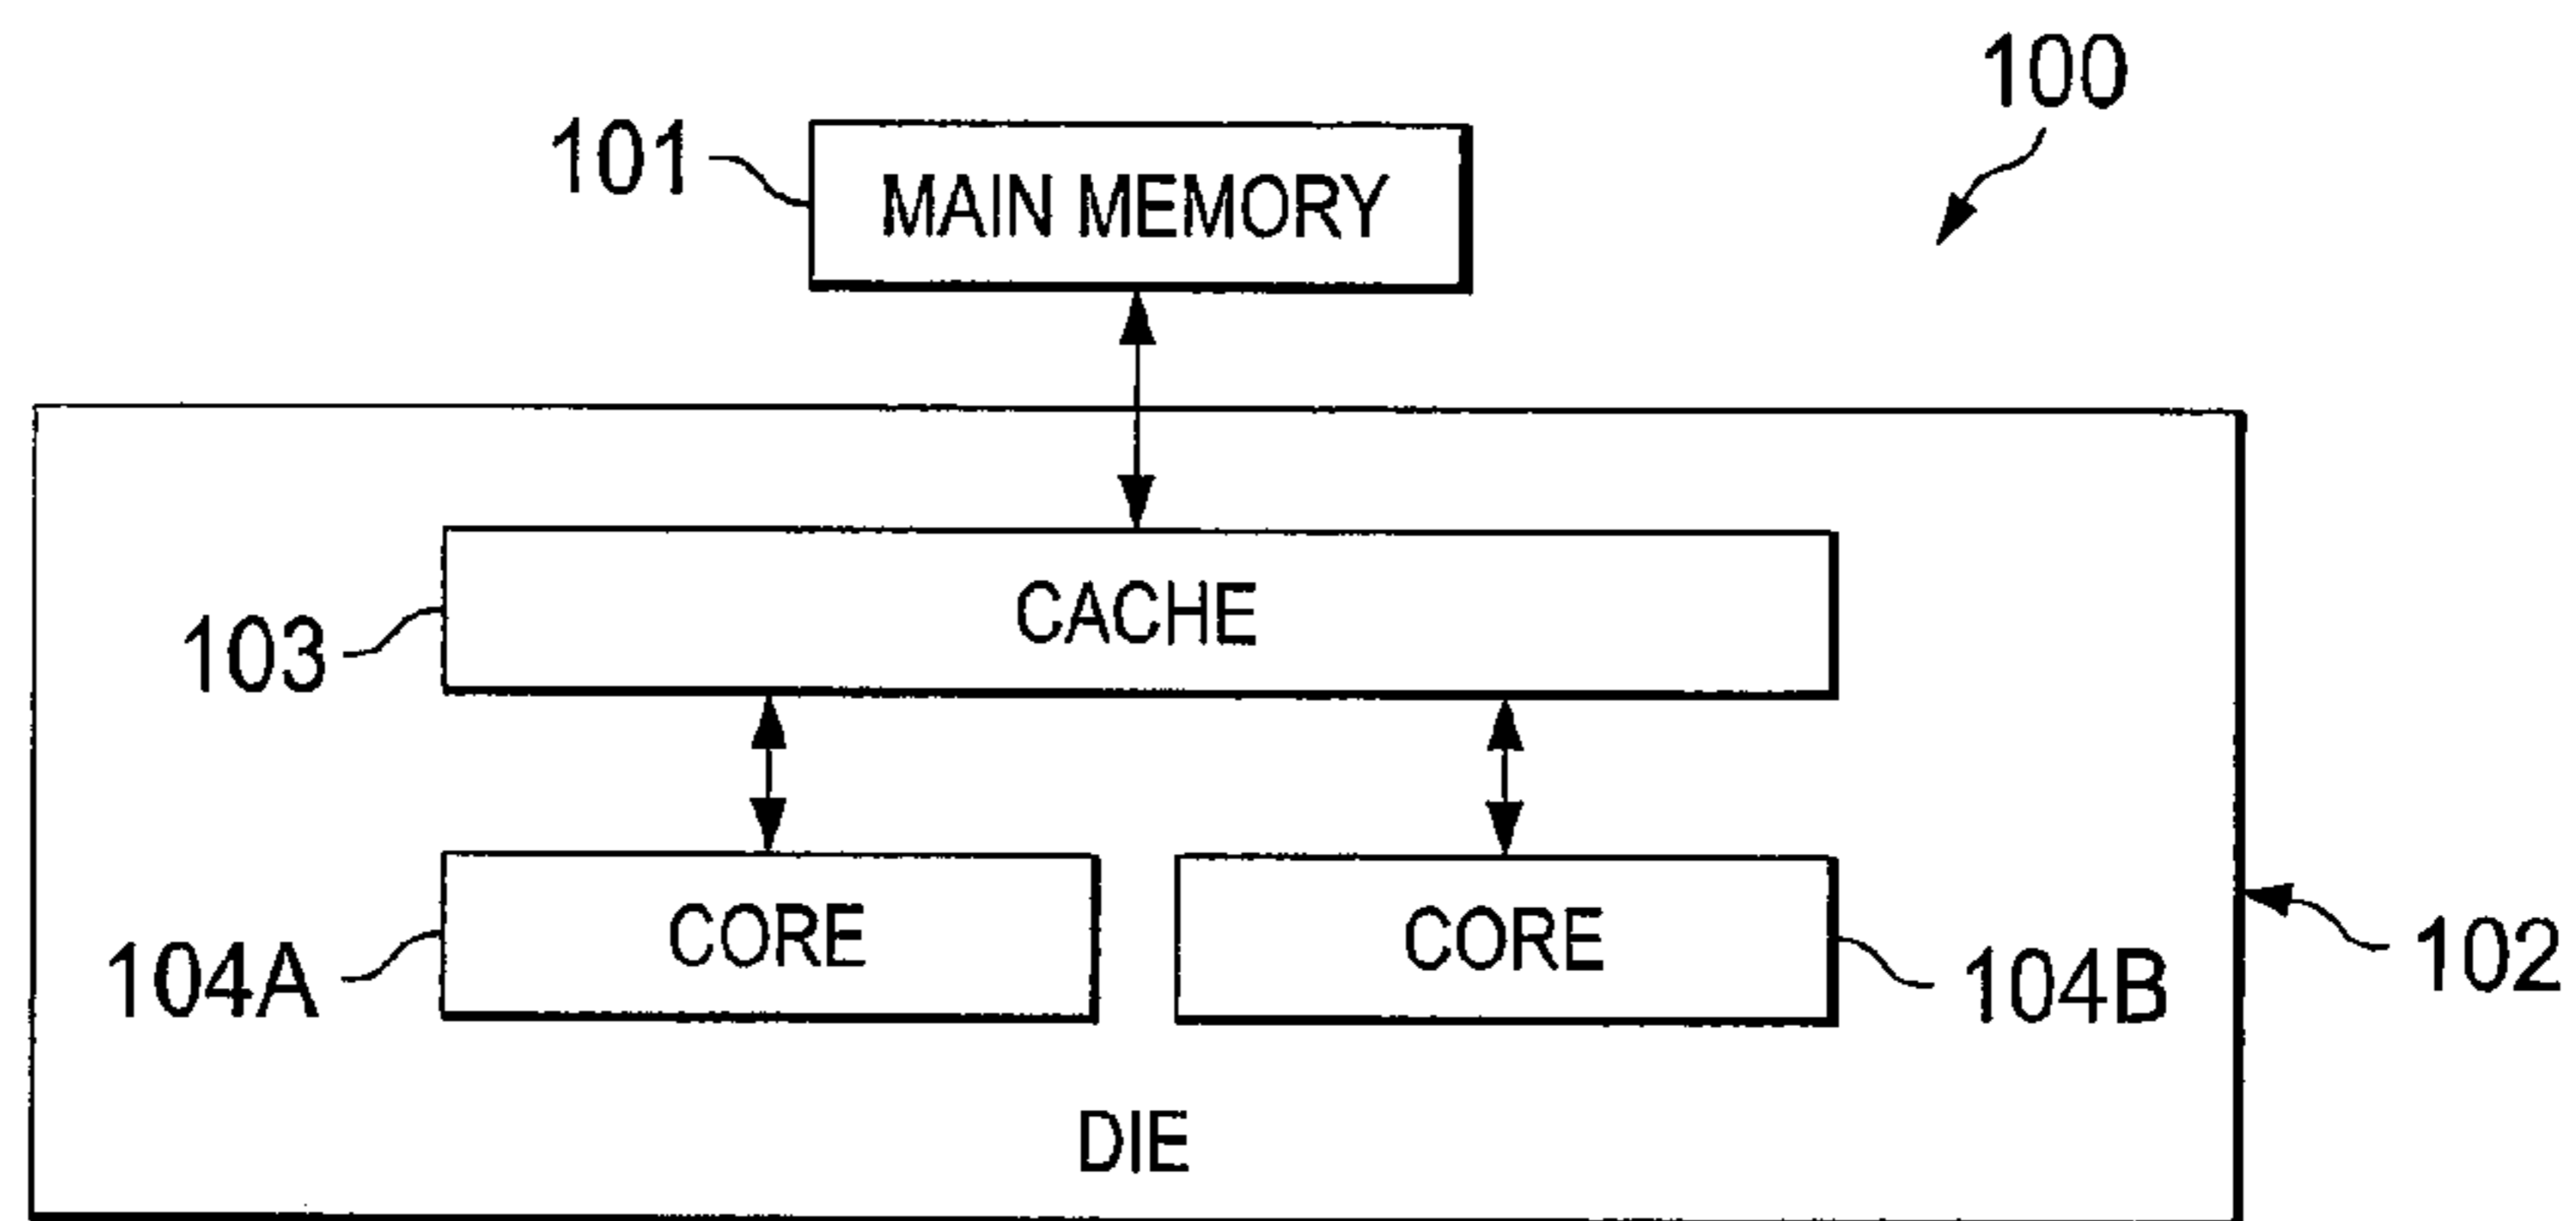 100
101 MAIN MEMORY
CACHE
103
CORE CORE
104A 104B 102
DIE